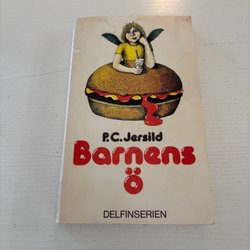 P.C. Jersild
Barnens
ö
DELFINSERIEN